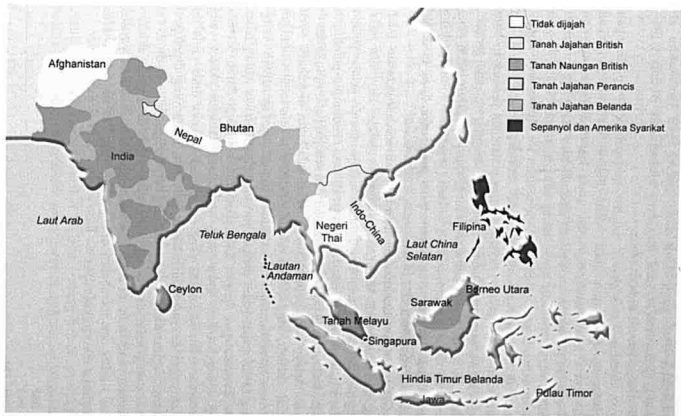 Tidak dijajah
Tanah Jajahan British
Tanah Naungan British
Tanah Jajahan Perancis
Tanah Jajahan Belanda
Sepanyol dan Amerika Syarikat
Afghanistan
Nepal
Bhutan
India
Laut Arab
Teluk Bengala
Negeri
Thai
Indo-China
Filipina
Laut China
Selatan
Lautan
Andaman
Ceylon
Borneo Utara
Sarawak
Tanah Melayu
Singapura
Hindia Timur Belanda
Jawa
Pulau Timor